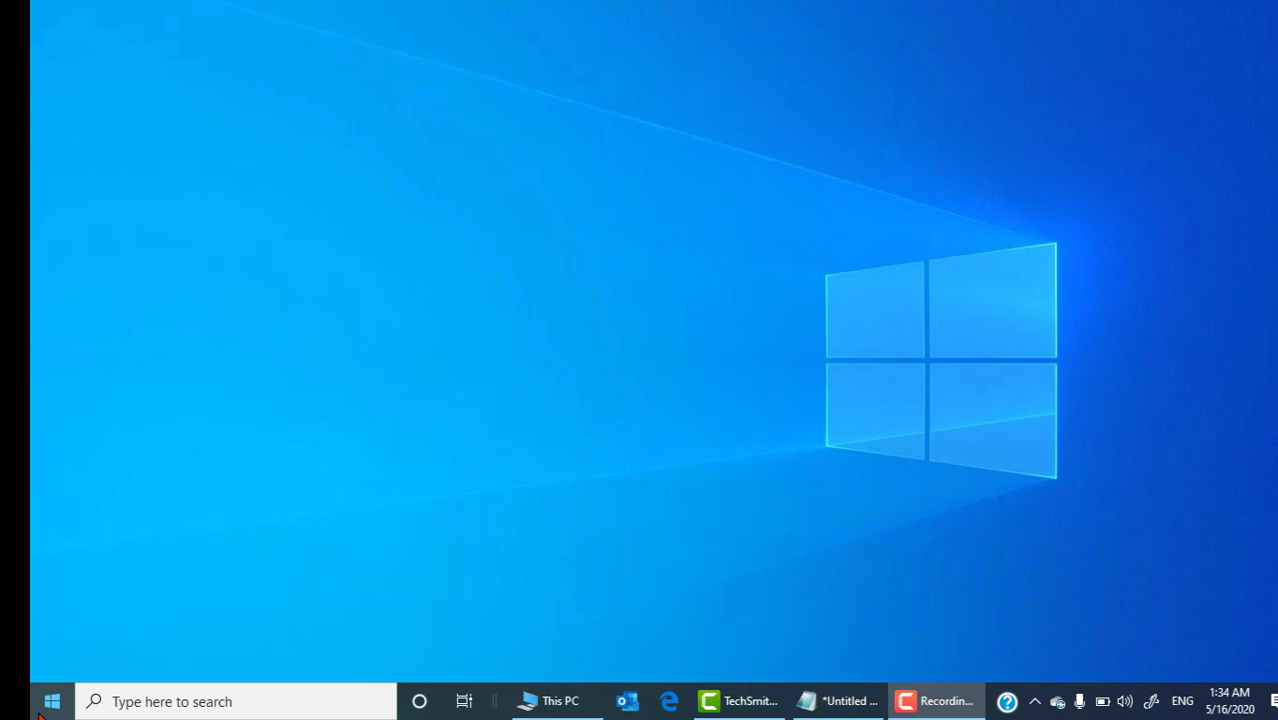 Type here to search
This PC
TechSmit...
*Untitled ...
Recordin...
ENG
1:34 AM
5/16/2020